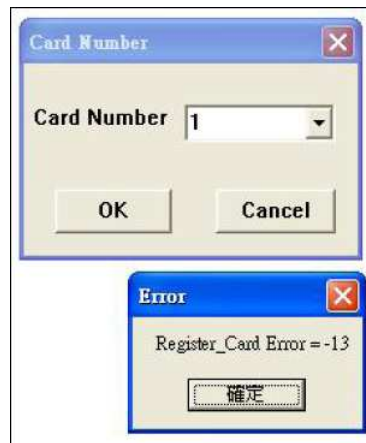 Card Number
Card Number 1
OK Cancel
Error
Register_Card Error = -13
確定